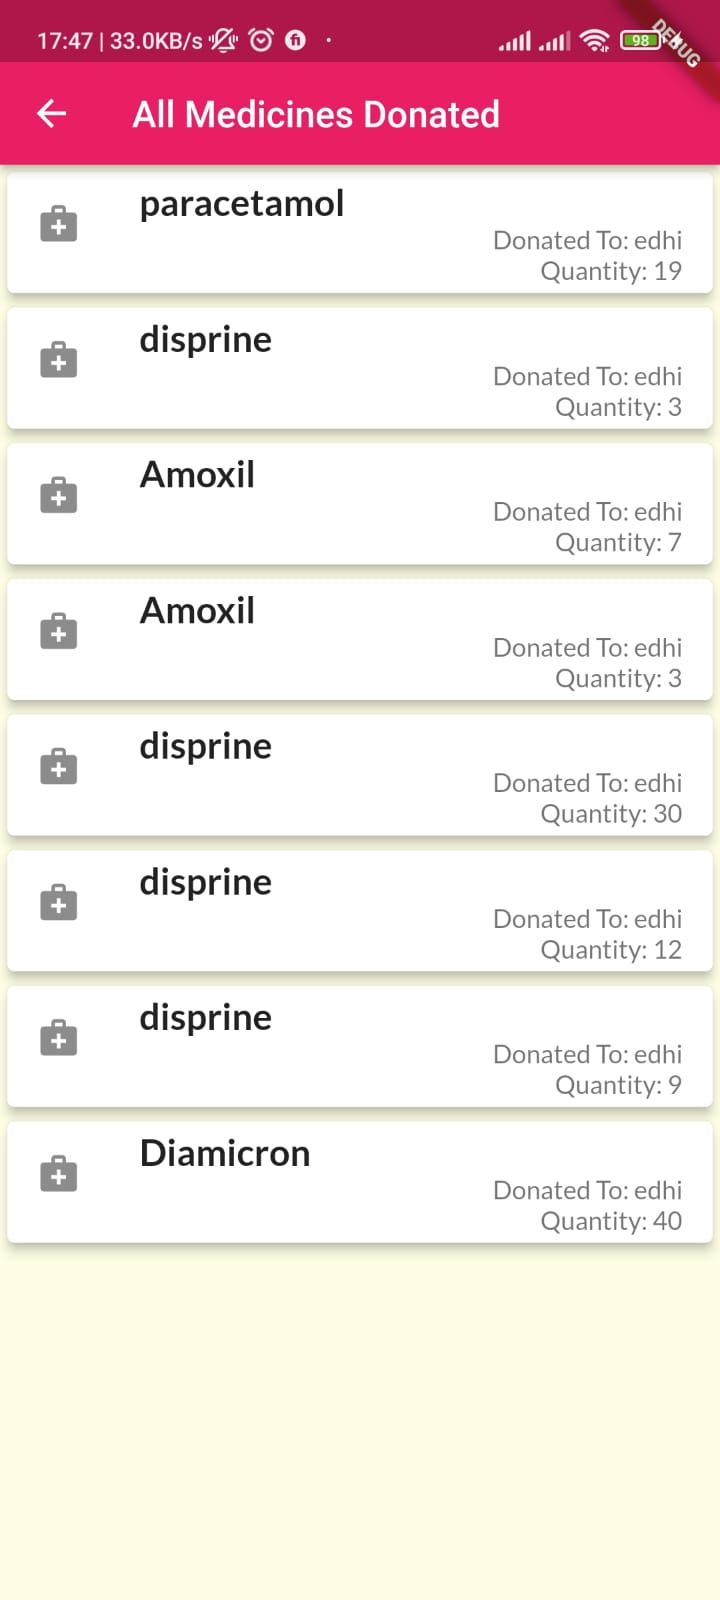 17:47 | 33.0KB/s
98
DEBUG
All Medicines Donated
paracetamol
Donated To: edhi
Quantity: 19
disprine
Donated To: edhi
Quantity: 3
Amoxil
Donated To: edhi
Quantity: 7
Amoxil
Donated To: edhi
Quantity: 3
disprine
Donated To: edhi
Quantity: 30
disprine
Donated To: edhi
Quantity: 12
disprine
Donated To: edhi
Quantity: 9
Diamicron
Donated To: edhi
Quantity: 40